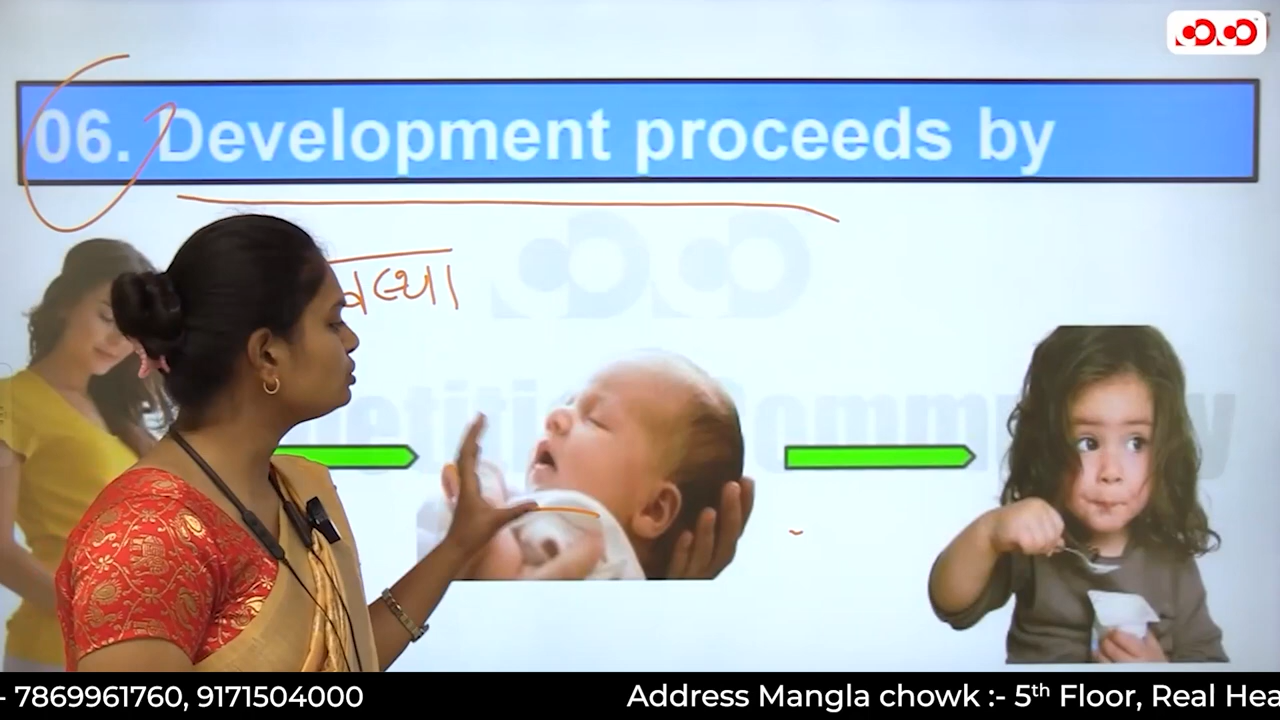 06. Development proceeds by
- 7869961760, 9171504000
Address Mangla chowk :- 5th Floor, Real Hea